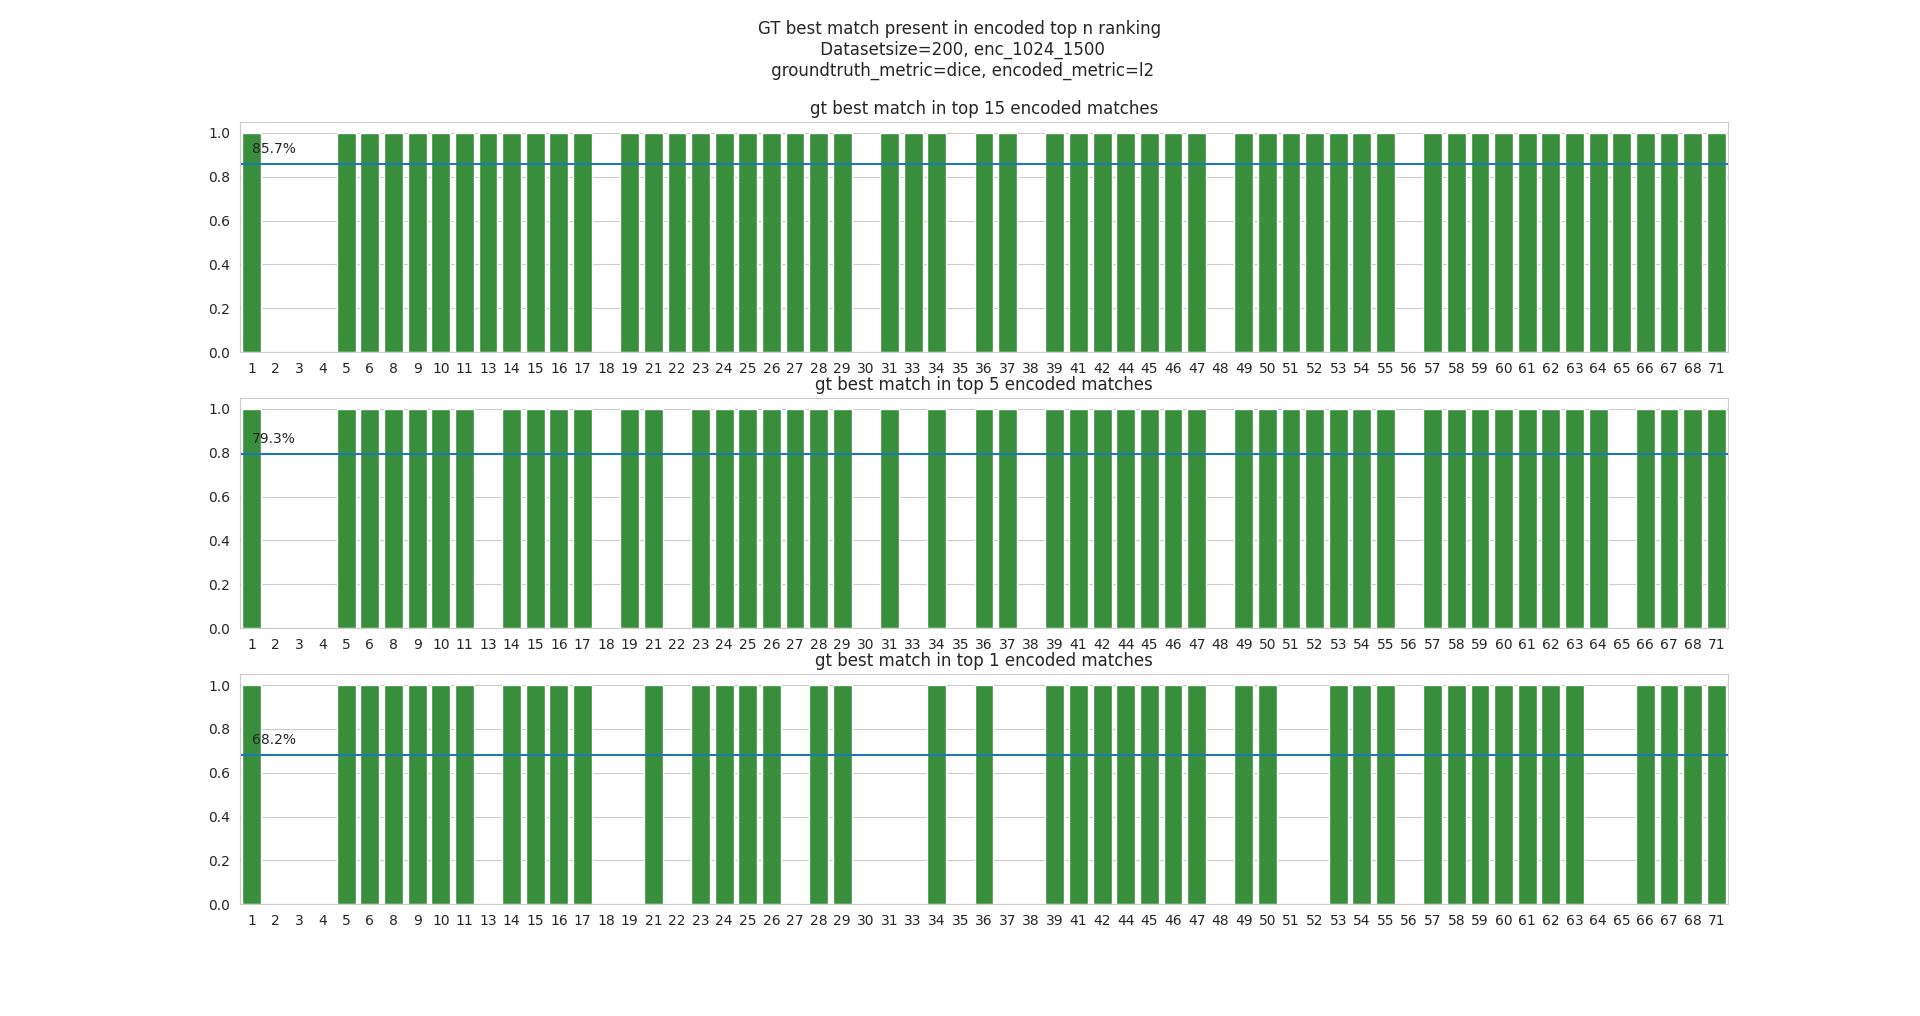 GT best match present in encoded top n ranking
Datasetsize=200, enc_1024_1500
groundtruth_metric=dice, encoded_metric=l2
gt best match in top 15 encoded matches
1.0
85.7%
0.8
0.6
0.4
0.2
0.0
1 2 3 4 5 6 8 9 10 11 13 14 15 16 17 18 19 21 22 23 24 25 26 27 28 29 30 31 33 34 35 36 37 38 39 41 42 44 45 46 47 48 49 50 51 52 53 54 55 56 57 58 59 60 61 62 63 64 65 66 67 68 71
gt best match in top 5 encoded matches
1.0
79.3%
0.8
0.6
0.4
0.2
0.0
1 2 3 4 5 6 8 9 10 11 13 14 15 16 17 18 19 21 22 23 24 25 26 27 28 29 30 31 33 34 35 36 37 38 39 41 42 44 45 46 47 48 49 50 51 52 53 54 55 56 57 58 59 60 61 62 63 64 65 66 67 68 71
gt best match in top 1 encoded matches
1.0
0.8
68.2%
0.6
0.4
0.2
0.0
1 2 3 4 5 6 8 9 10 11 13 14 15 16 17 18 19 21 22 23 24 25 26 27 28 29 30 31 33 34 35 36 37 38 39 41 42 44 45 46 47 48 49 50 51 52 53 54 55 56 57 58 59 60 61 62 63 64 65 66 67 68 71